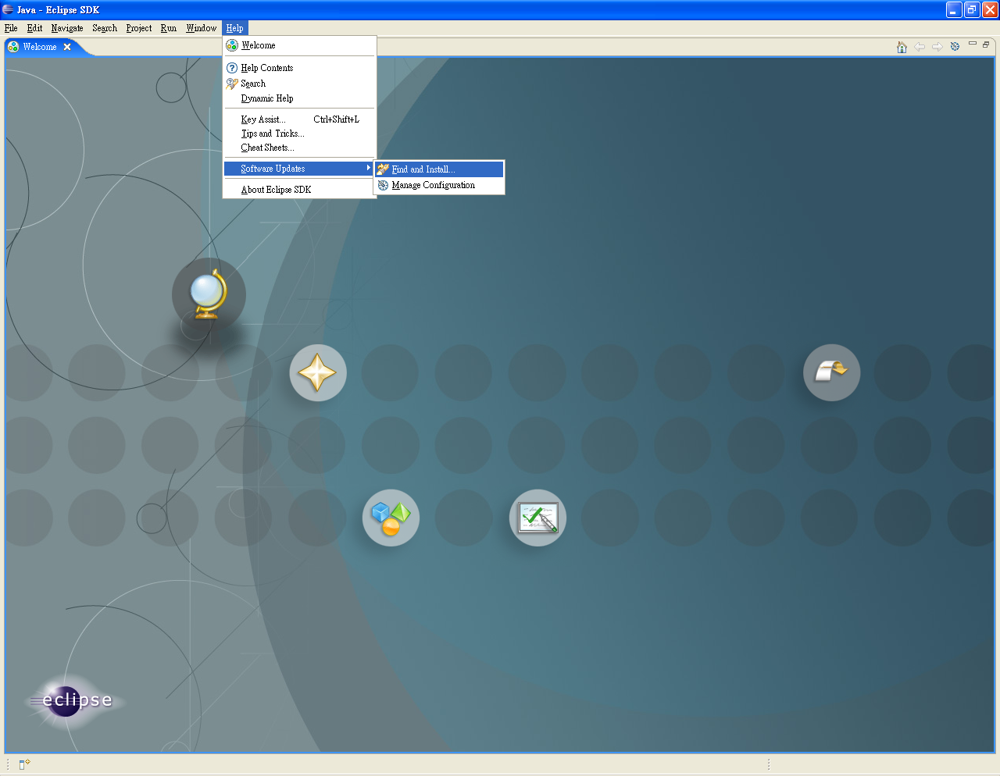 Java - Eclipse SDK
File Edit Navigate Search Project Run Window Help
Welcome
Welcome
Help Contents
Search
Dynamic Help
Key Assist... Ctrl+Shift+L
Tips and Tricks...
Cheat Sheets...
Software Updates
Find and Install...
Manage Configuration
About Eclipse SDK
eclipse